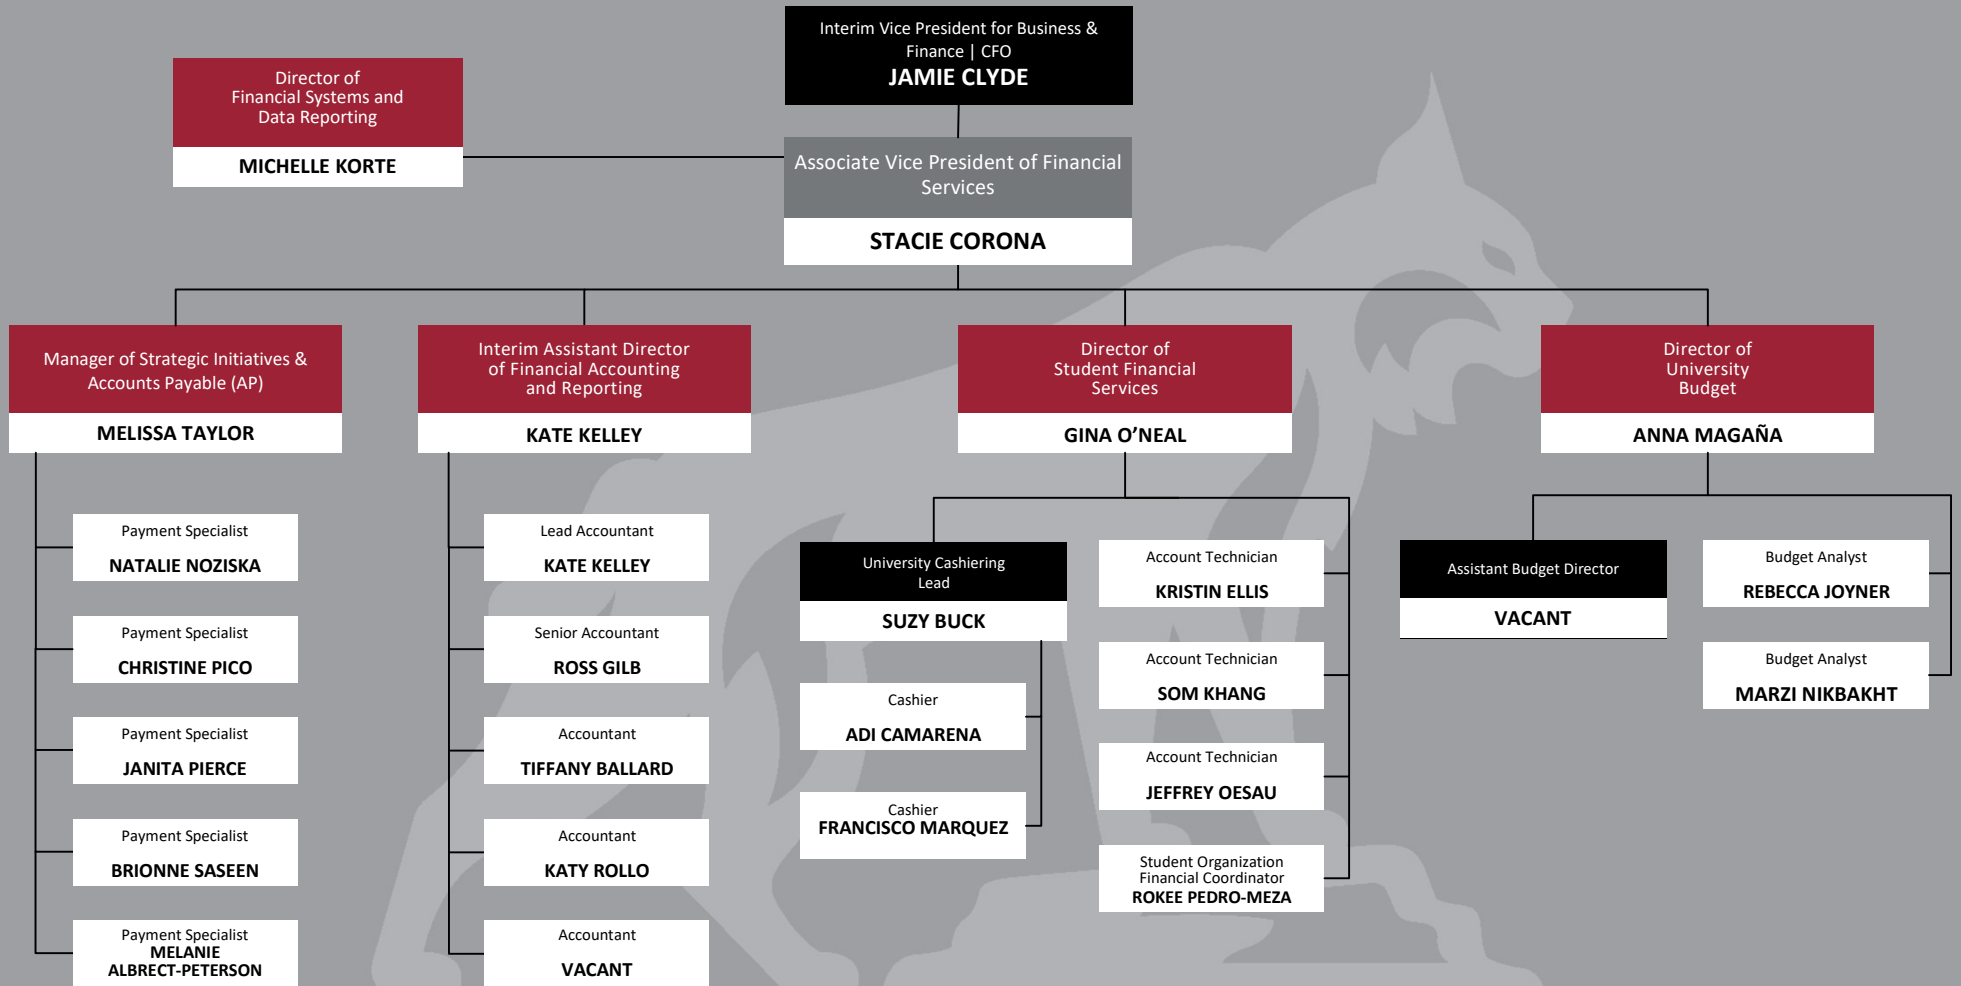 Interim Vice President for Business &
Finance | CFO
JAMIE CLYDE
Director of
Financial Systems and
Data Reporting
MICHELLE KORTE
Associate Vice President of Financial
Services
STACIE CORONA
Manager of Strategic Initiatives &
Accounts Payable (AP)
MELISSA TAYLOR
Payment Specialist
NATALIE NOZISKA
Payment Specialist
CHRISTINE PICO
Payment Specialist
JANITA PIERCE
Payment Specialist
BRIONNE SASEEN
Payment Specialist
MELANIE
ALBRECT-PETERSON
Interim Assistant Director
of Financial Accounting
and Reporting
KATE KELLEY
Lead Accountant
KATE KELLEY
Senior Accountant
ROSS GILB
Accountant
TIFFANY BALLARD
Accountant
KATY ROLLO
Accountant
VACANT
Director of
Student Financial
Services
GINA O’NEAL
University Cashiering
Lead
SUZY BUCK
Cashier
ADI CAMARENA
Cashier
FRANCISCO MARQUEZ
Account Technician
KRISTIN ELLIS
Account Technician
SOM KHANG
Account Technician
JEFFREY OESAU
Student Organization
Financial Coordinator
ROKEE PEDRO-MEZA
Director of
University
Budget
ANNA MAGAÑA
Assistant Budget Director
VACANT
Budget Analyst
REBECCA JOYNER
Budget Analyst
MARZI NIKBAKHT